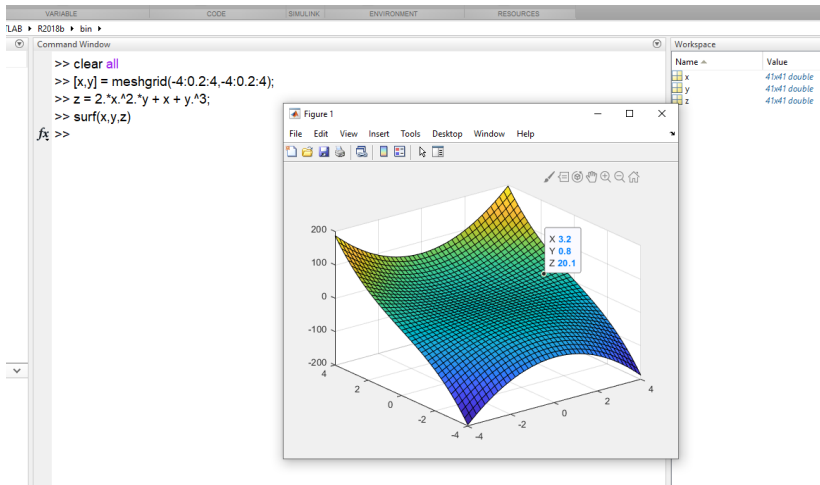 VARIABLE CODE SIMULINK ENVIRONMENT RESOURCES
TLAB ▸ R2018b ▸ bin ▸
Command Window
>> clear all
>> [x,y] = meshgrid(-4:0.2:4,-4:0.2:4);
>> z = 2.*x.^2.*y + x + y.^3;
>> surf(x,y,z)
fx >>
Workspace
Name Value
x 41x41 double
y 41x41 double
z 41x41 double
Figure 1
File Edit View Insert Tools Desktop Window Help
X 3.2
Y 0.8
Z 20.1
200
100
0
-100
-200
4
2
0
-2
-4
-4
-2
0
2
4